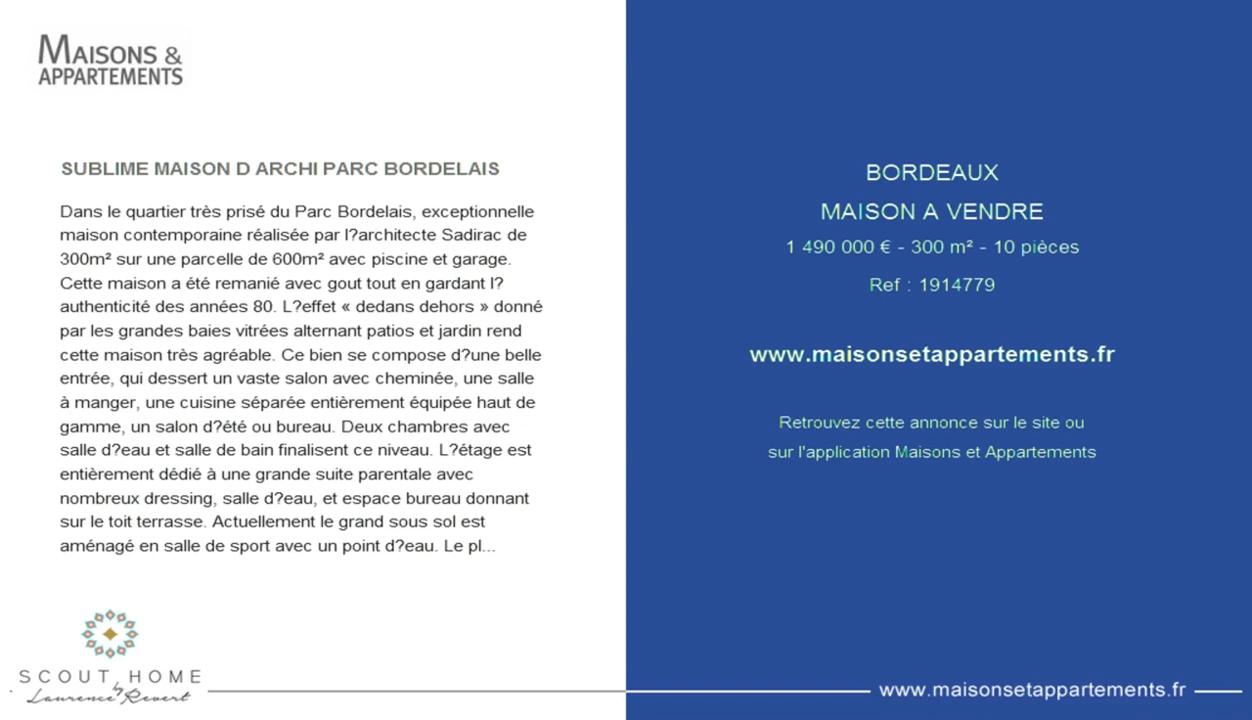 MAISONS &
APPARTEMENTS
SUBLIME MAISON D ARCHI PARC BORDELAIS
Dans le quartier très prisé du Parc Bordelais, exceptionnelle
maison contemporaine réalisée par l?architecte Sadirac de
300m² sur une parcelle de 600m² avec piscine et garage.
Cette maison a été remanié avec gout tout en gardant l?
authenticité des années 80. L?effet « dedans dehors » donné
par les grandes baies vitrées alternant patios et jardin rend
cette maison très agréable. Ce bien se compose d?une belle
entrée, qui dessert un vaste salon avec cheminée, une salle
à manger, une cuisine séparée entièrement équipée haut de
gamme, un salon d?été ou bureau. Deux chambres avec
salle d?eau et salle de bain finalisent ce niveau. L?étage est
entièrement dédié à une grande suite parentale avec
nombreux dressing, salle d?eau, et espace bureau donnant
sur le toit terrasse. Actuellement le grand sous sol est
aménagé en salle de sport avec un point d?eau. Le pl...
SCOUT HOME
by Laurence Revert
BORDEAUX
MAISON A VENDRE
1 490 000 € - 300 m² - 10 pièces
Ref : 1914779
www.maisonsetappartements.fr
Retrouvez cette annonce sur le site ou
sur l'application Maisons et Appartements
www.maisonsetappartements.fr